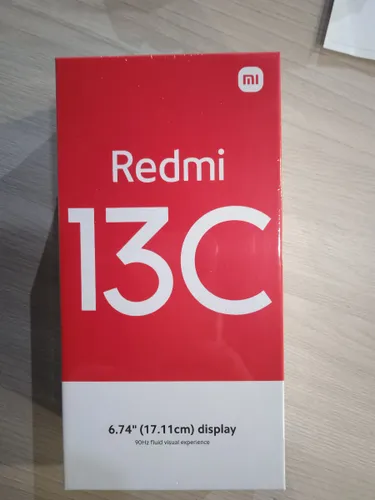 mi
Redmi
13C
6.74" (17.11cm) display
90Hz fluid visual experience